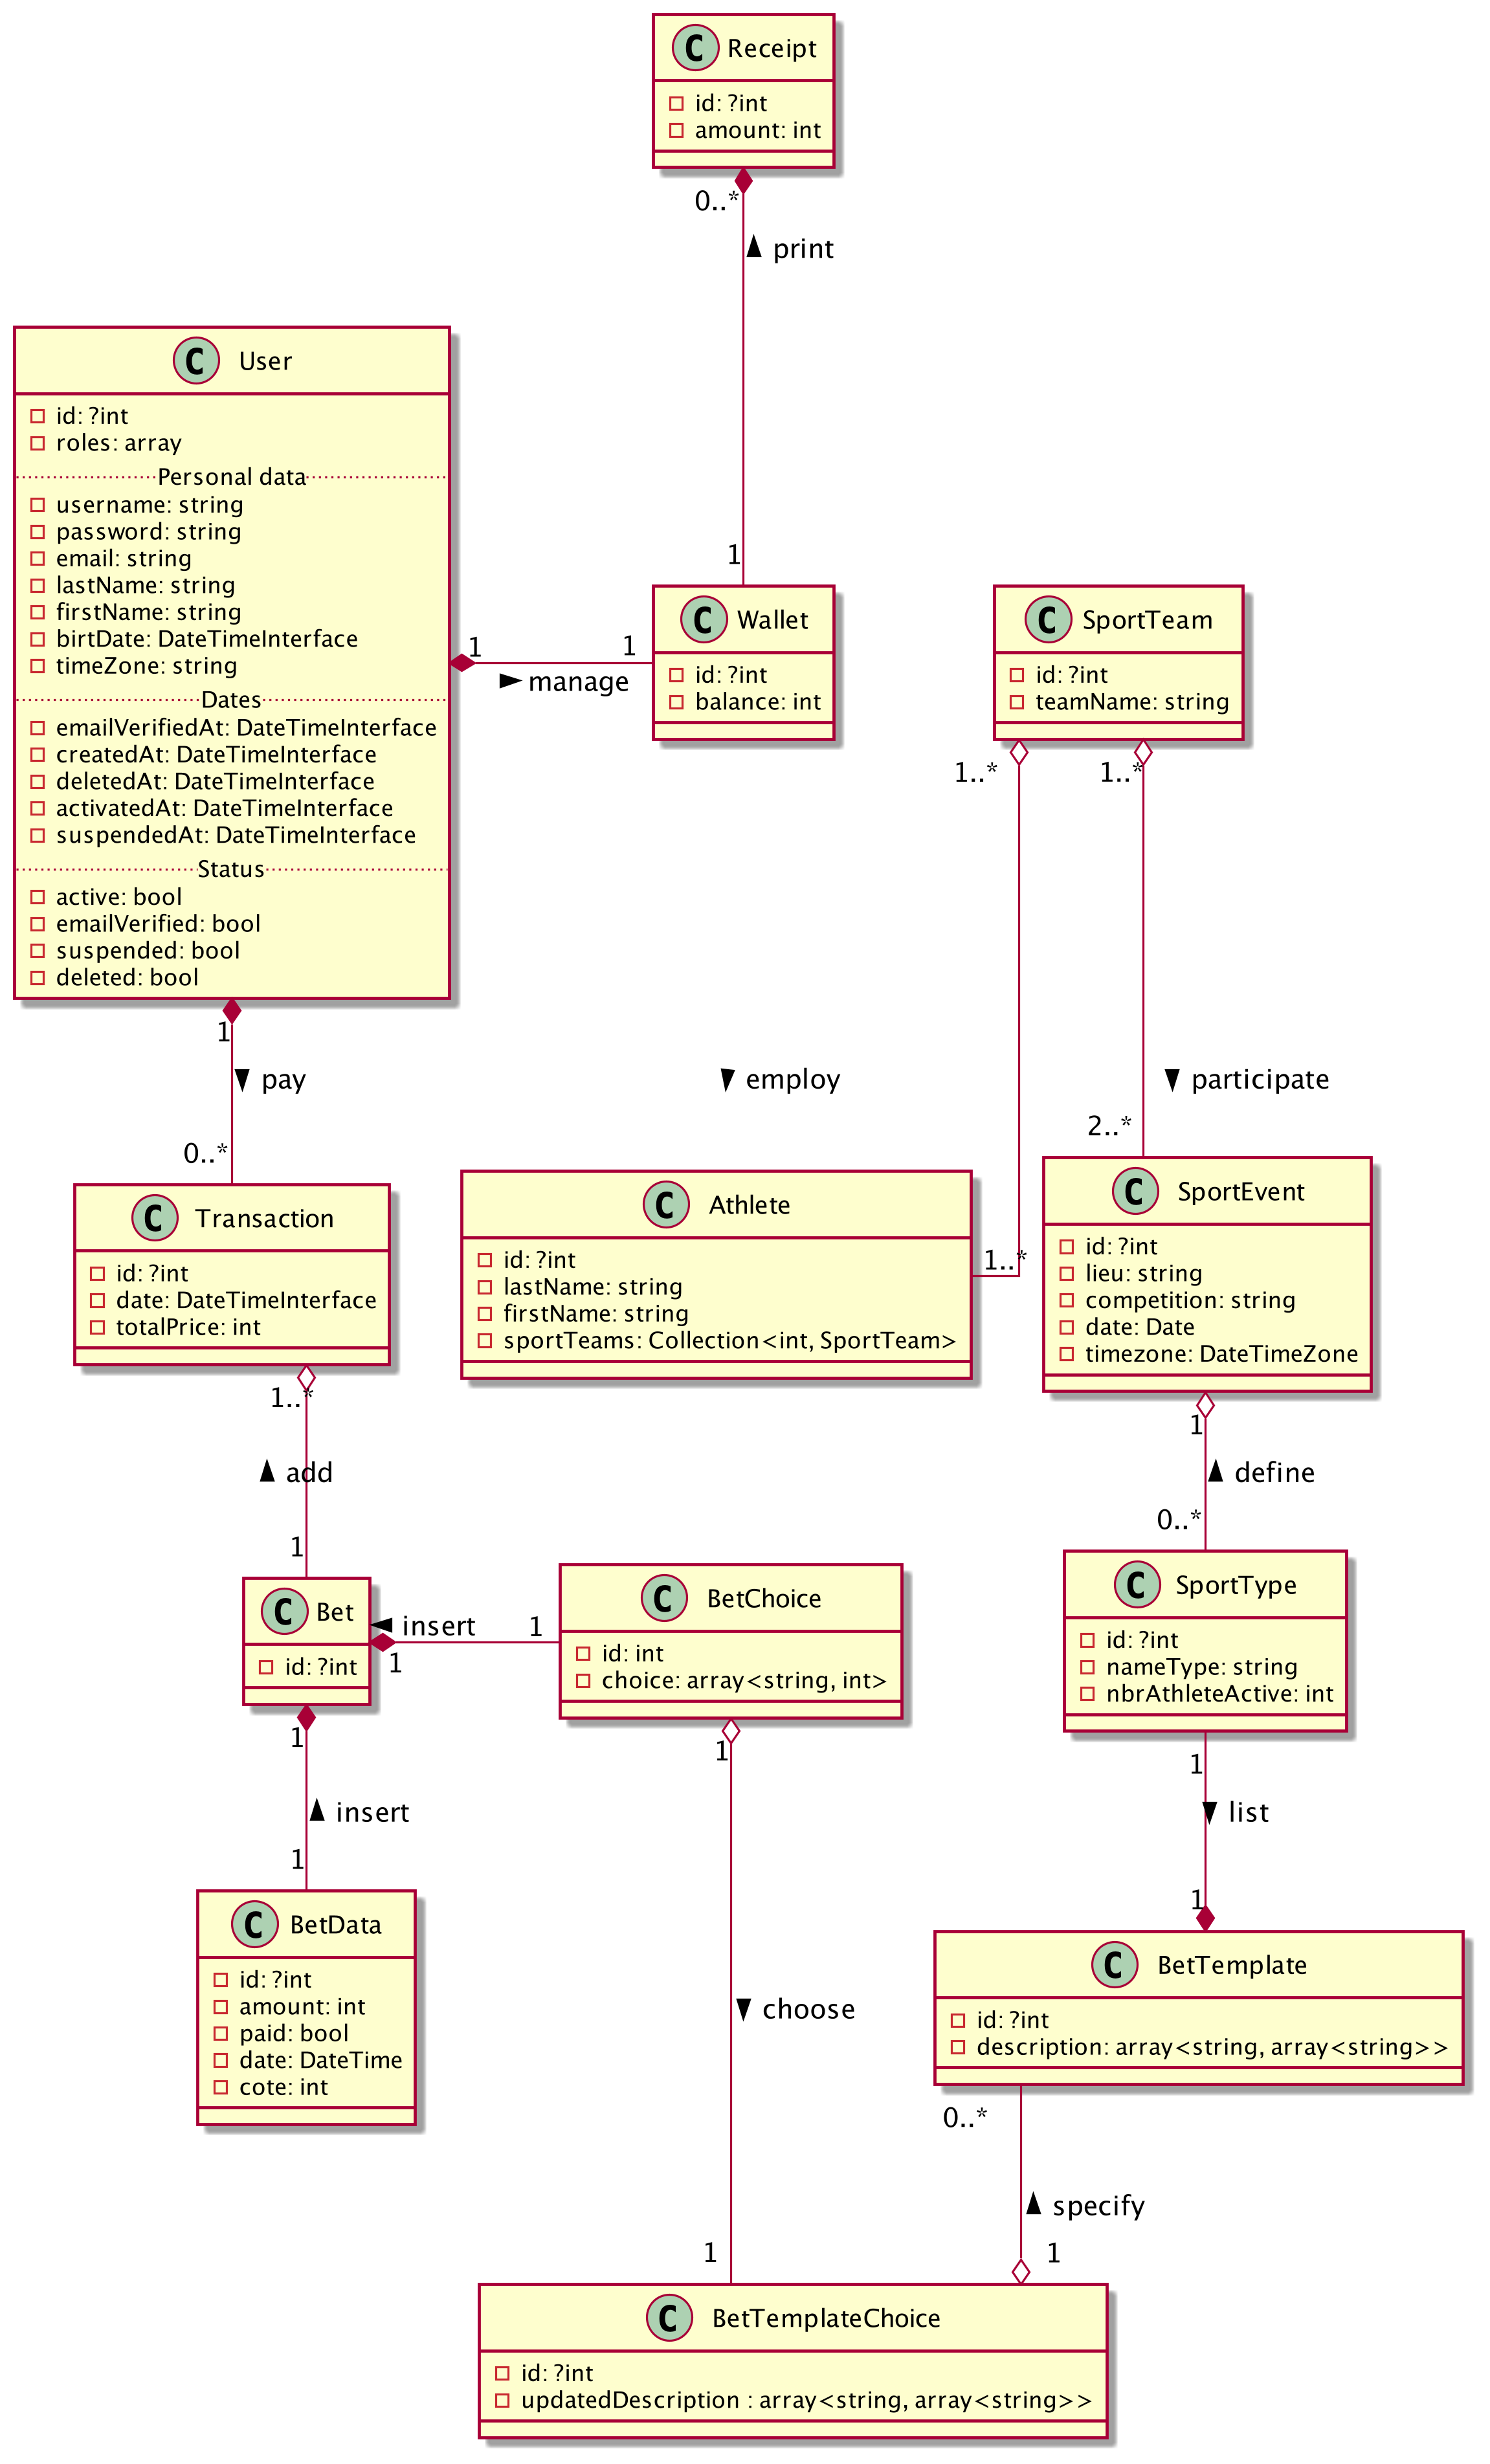 C Receipt
id: ?int
amount: int
0..*
print
C User
id: ?int
roles: array
Personal data
username: string
password: string
email: string
lastName: string
firstName: string
birtDate: DateTimeInterface
timeZone: string
Dates
emailVerifiedAt: DateTimeInterface
createdAt: DateTimeInterface
deletedAt: DateTimeInterface
activatedAt: DateTimeInterface
suspendedAt: DateTimeInterface
Status
active: bool
emailVerified: bool
suspended: bool
deleted: bool
1
1
manage
1
C Wallet
id: ?int
balance: int
C SportTeam
id: ?int
teamName: string
1..*
1..*
1
pay
0..*
employ
participate
2..*
C Transaction
id: ?int
date: DateTimeInterface
totalPrice: int
C Athlete
id: ?int
lastName: string
firstName: string
sportTeams: Collection<int, SportTeam>
1..*
C SportEvent
id: ?int
lieu: string
competition: string
date: Date
timezone: DateTimeZone
1..*
add
1
1
define
0..*
C Bet
id: ?int
insert
1
1
C BetChoice
id: int
choice: array<string, int>
C SportType
id: ?int
nameType: string
nbrAthleteActive: int
1
insert
1
1
1
list
1
C BetData
id: ?int
amount: int
paid: bool
date: DateTime
cote: int
choose
C BetTemplate
id: ?int
description: array<string, array<string>>
0..*
specify
1
1
C BetTemplateChoice
id: ?int
updatedDescription : array<string, array<string>>